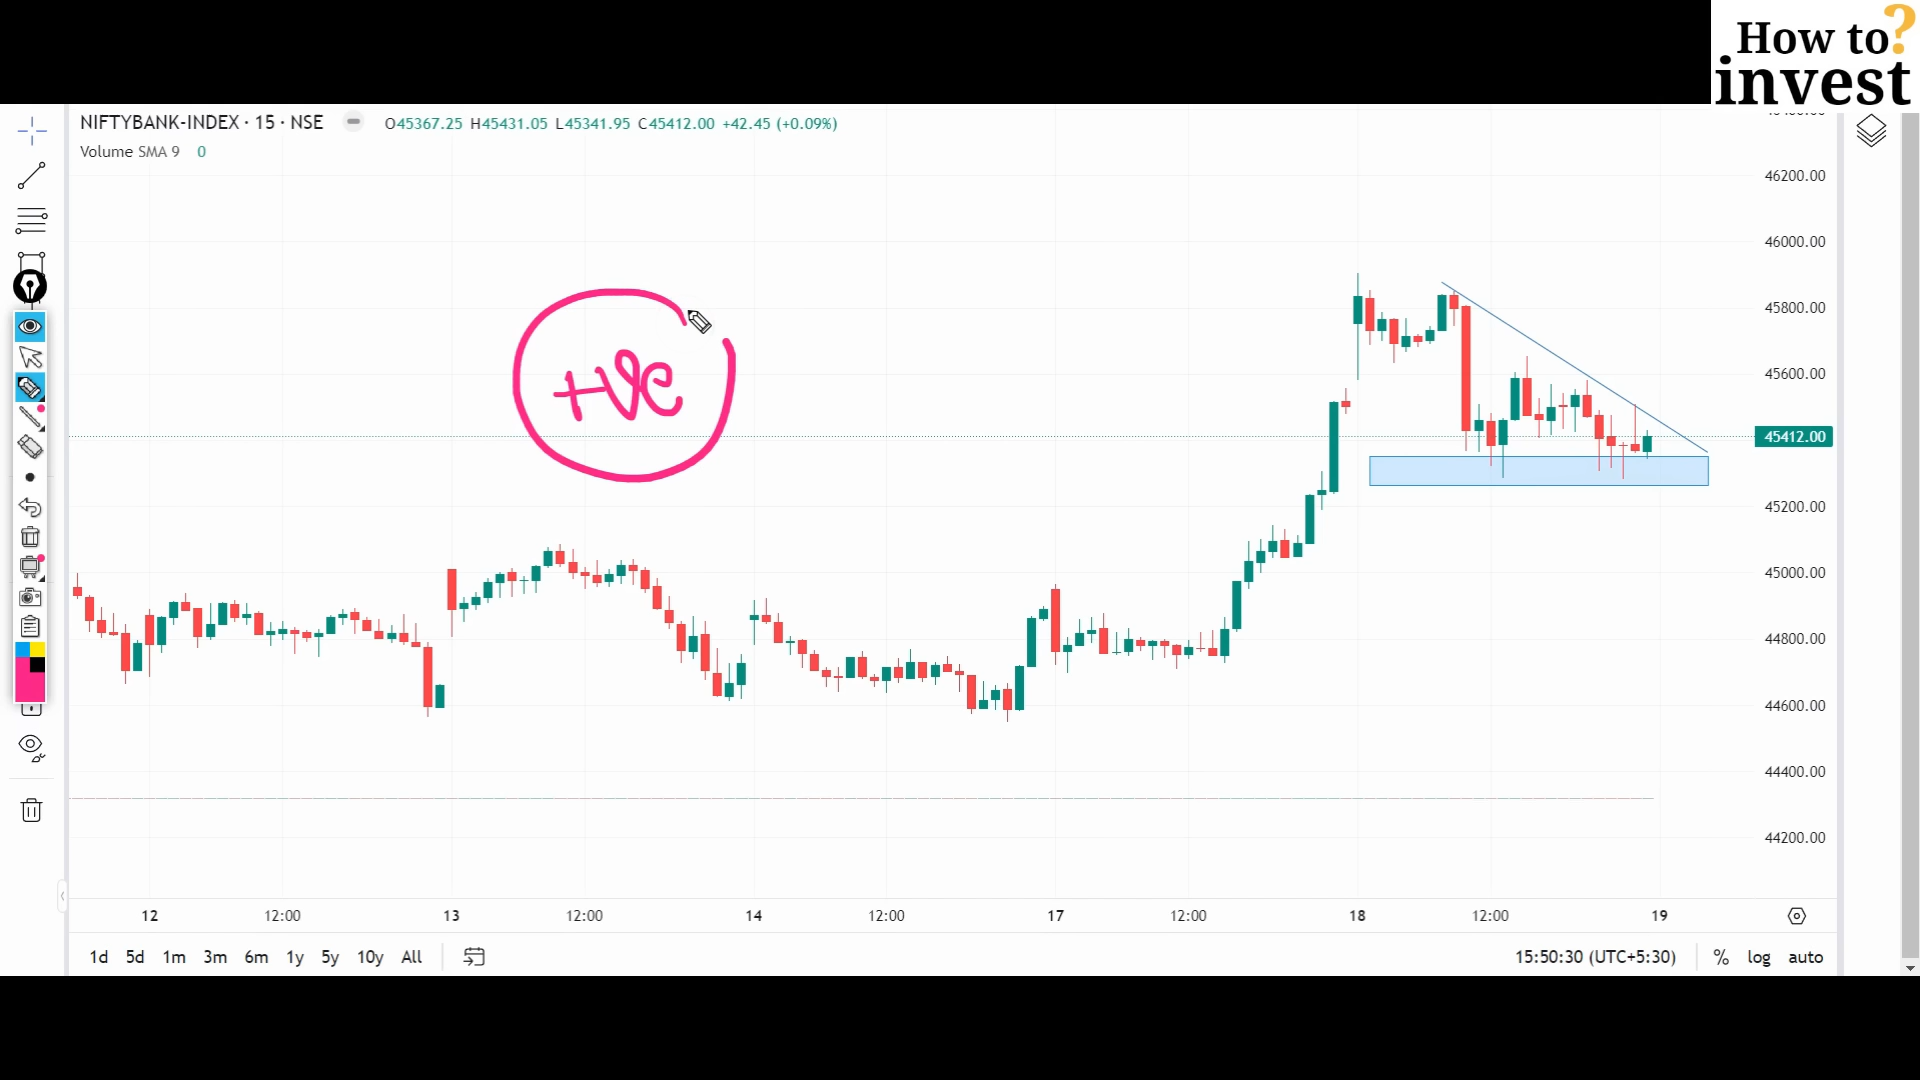 How to?
invest
NIFTYBANK-INDEX · 15 · NSE O45367.25 H45431.05 L45341.95 C45412.00 +42.45 (+0.09%)
Volume SMA 9 0
46200.00
46000.00
45800.00
45600.00
45412.00
45200.00
45000.00
44800.00
44600.00
44400.00
44200.00
+ve
12 12:00 13 12:00 14 12:00 17 12:00 18 12:00 19
1d 5d 1m 3m 6m 1y 5y 10y All 15:50:30 (UTC+5:30) % log auto